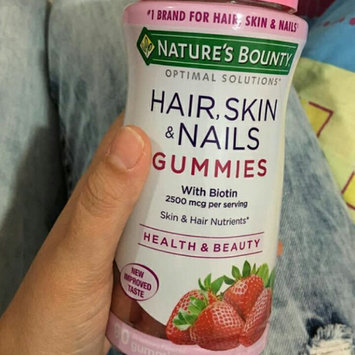 #1 BRAND FOR HAIR, SKIN & NAILS
NATURE'S BOUNTY
OPTIMAL SOLUTIONS
HAIR, SKIN
& NAILS
GUMMIES
With Biotin
2500 mcg per serving
Skin & Hair Nutrients*
HEALTH & BEAUTY
NEW
IMPROVED
TASTE